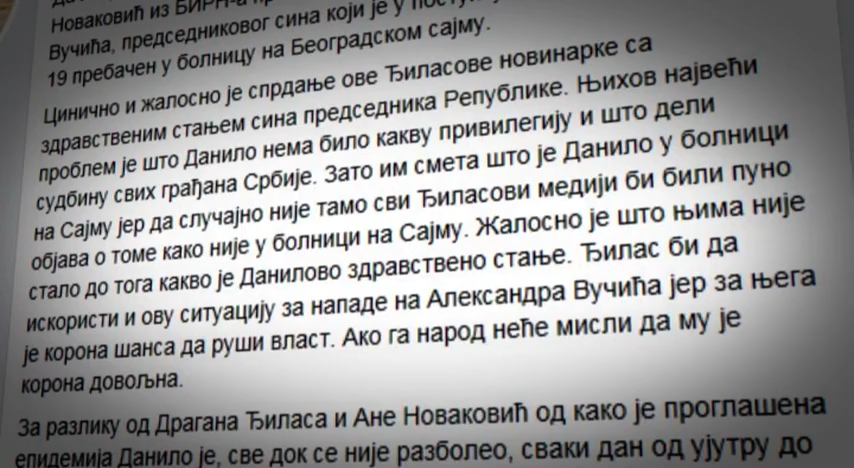 Новаковић из БИРН-а
Вучића, председниковог сина који је у
19 пребачен у болницу на Београдском сајму.
Цинично и жалосно је спрдање ове Ђиласове новинарке са
здравственим стањем сина председника Републике. Њихов највећи
проблем је што Данило нема било какву привилегију и што дели
судбину свих грађана Србије. Зато им смета што је Данило у болници
на Сајму јер да случајно није тамо сви Ђиласови медији би били пуно
објава о томе како није у болници на Сајму. Жалосно је што њима није
стало до тога какво је Данилово здравствено стање. Ђилас би да
искористи и ову ситуацију за нападе на Александра Вучића јер за њега
је корона шанса да руши власт. Ако га народ неће мисли да му је
корона довољна.
За разлику од Драгана Ђиласа и Ане Новаковић од како је проглашена
епидемија Данило је, све док се није разболео, сваки дан од ујутру до